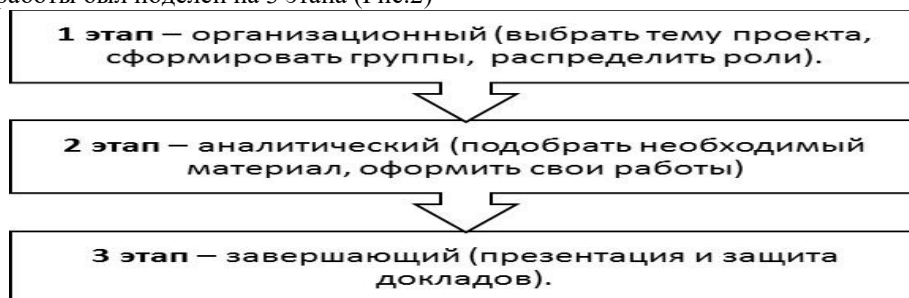 работы был поделен на 3 этапа (Рис.2)
1 этап – организационный (выбрать тему проекта,
сформировать группы, распределить роли).
2 этап – аналитический (подобрать необходимый
материал, оформить свои работы)
3 этап – завершающий (презентация и защита
докладов).